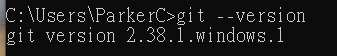 C:\Users\ParkerC>git --version
git version 2.38.1.windows.1